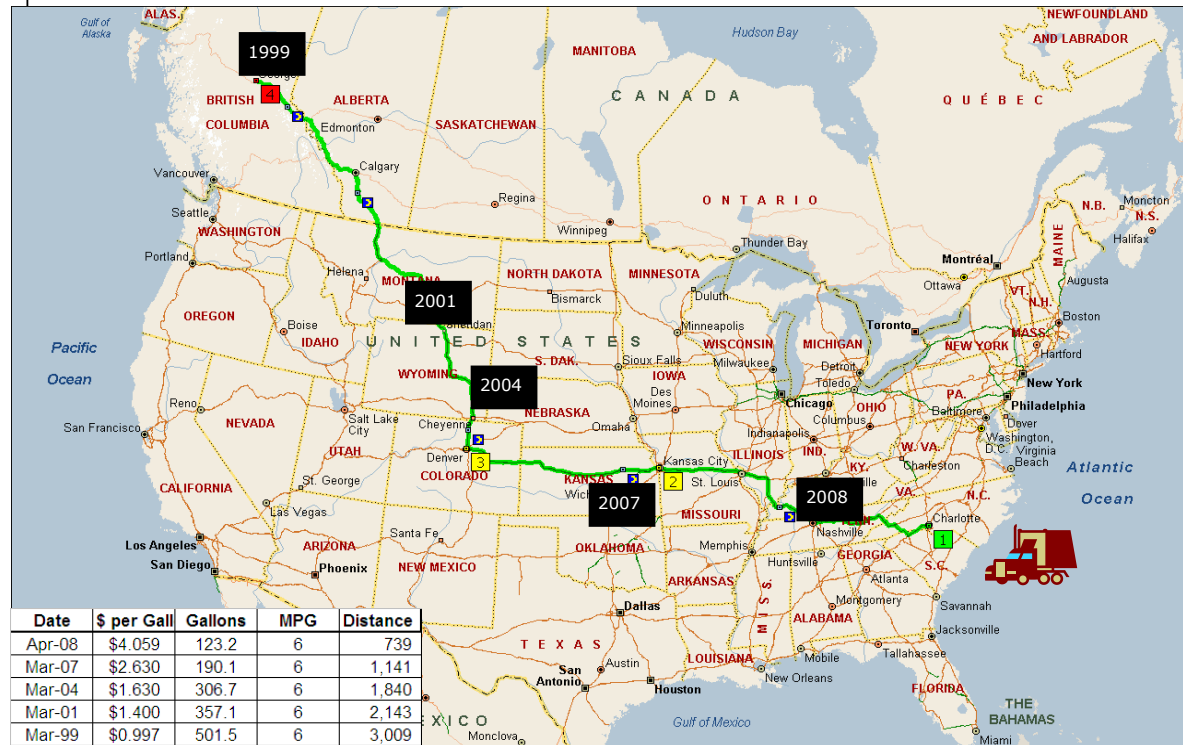 ALAS.
Gulf of
Alaska
1999
George
4
BRITISH
COLUMBIA
ALBERTA
Edmonton
SASKATCHEWAN
MANITOBA
Hudson Bay
NEWFOUNDLAND
AND LABRADOR
CANADA
QUÉBEC
Calgary
Vancouver
Regina
Winnipeg
ONTARIO
Thunder Bay
N.B.
Moncton
N.S.
Halifax
Seattle
WASHINGTON
Portland
Helena
MONTANA
NORTH DAKOTA
Bismarck
MINNESOTA
Duluth
Montréal
Ottawa
MAINE
Augusta
VT.
N.H.
2001
Sheridan
OREGON
Boise
IDAHO
UNITED STATES
S. DAK.
Minneapolis
Sioux Falls
WISCONSIN
Milwaukee
MICHIGAN
Toronto
NEW YORK
MASS.
Boston
Hartford
Pacific
Ocean
WYOMING
2004
IOWA
Des
Moines
Detroit
Toledo
Chicago
New York
PA.
Philadelphia
Reno
NEVADA
Salt Lake
City
Cheyenne
NEBRASKA
Omaha
OHIO
Columbus
Indianapolis
IND.
Baltimore
Dover
Washington,
D.C.
San Francisco
UTAH
Denver
3
COLORADO
KANSAS
Kansas City
2
ILLINOIS
St. Louis
W. VA.
Charleston
Virginia
Beach
KY.
VA.
N.C.
Atlantic
Ocean
CALIFORNIA
St. George
Las Vegas
2007
MISSOURI
2008
TENN
Nashville
Charlotte
1
Santa Fe
Los Angeles
San Diego
ARIZONA
Phoenix
NEW MEXICO
OKLAHOMA
Memphis
Huntsville
GEORGIA
Atlanta
S.C.
ARKANSAS
MISS.
Montgomery
ALABAMA
Savannah
Dallas
TEXAS
Jacksonville
Tallahassee
LOUISIANA
Mobile
New Orleans
Austin
San
Antonio
Houston
FLORIDA
THE
BAHAMAS
Miami
Gulf of Mexico
Monclova
Date $ per Gall Gallons MPG Distance
Apr-08 $4.059 123.2 6 739
Mar-07 $2.630 190.1 6 1,141
Mar-04 $1.630 306.7 6 1,840
Mar-01 $1.400 357.1 6 2,143
Mar-99 $0.997 501.5 6 3,009